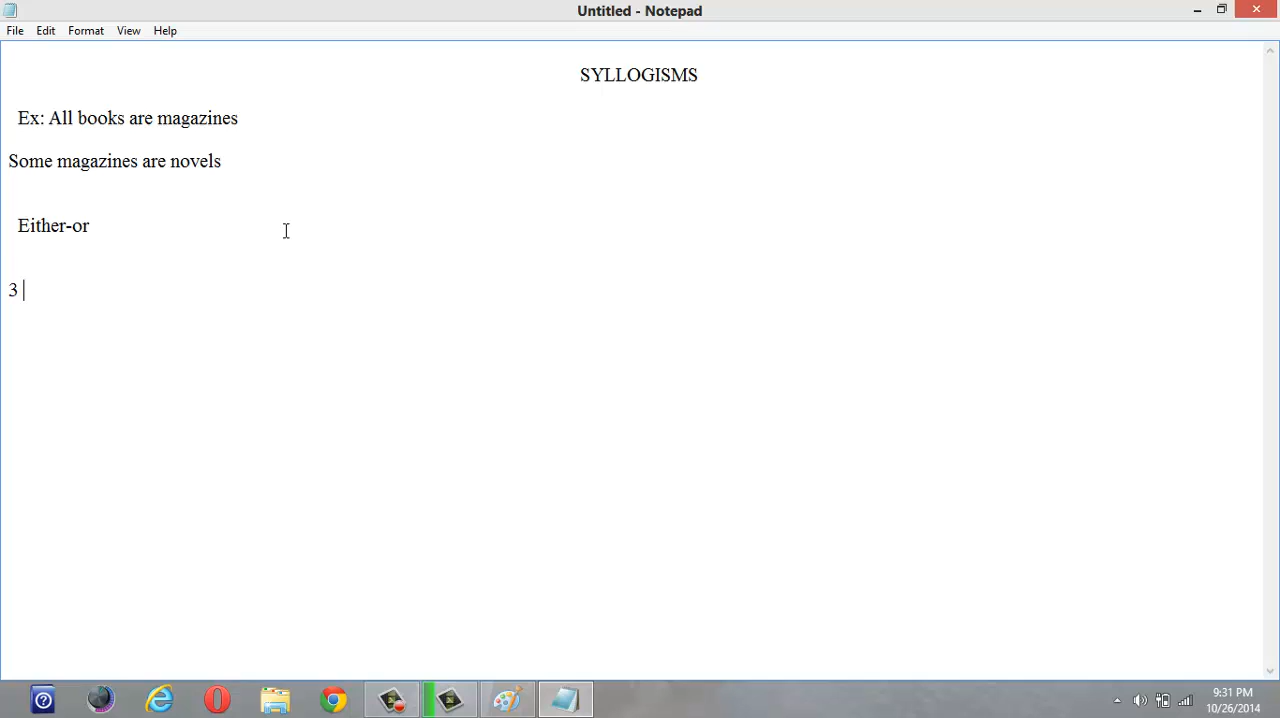 Untitled - Notepad
File Edit Format View Help
SYLLOGISMS
Ex: All books are magazines
Some magazines are novels
Either-or
3
9:31 PM
10/26/2014